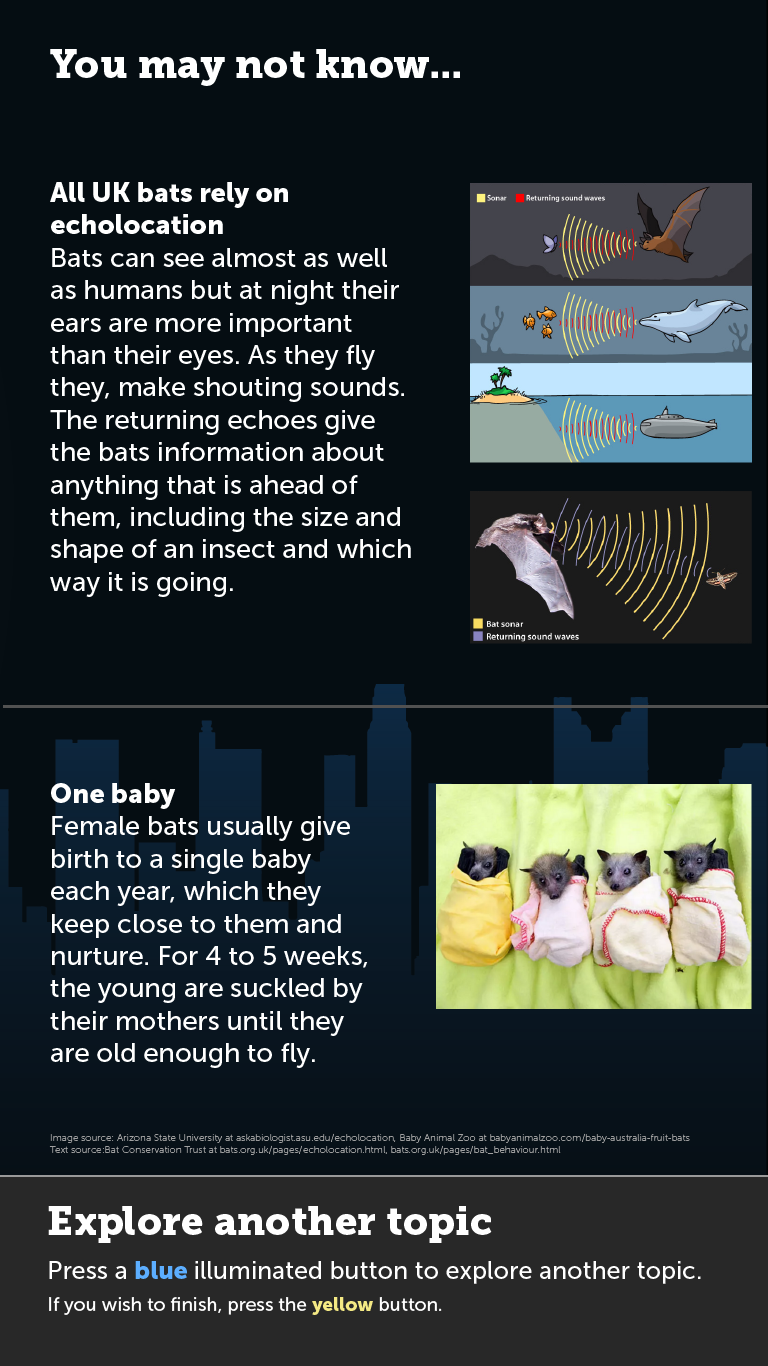 You may not know...
All UK bats rely on
echolocation
Bats can see almost as well
as humans but at night their
ears are more important
than their eyes. As they fly
they, make shouting sounds.
The returning echoes give
the bats information about
anything that is ahead of
them, including the size and
shape of an insect and which
way it is going.
Sonar Returning sound waves
Bat sonar
Returning sound waves
One baby
Female bats usually give
birth to a single baby
each year, which they
keep close to them and
nurture. For 4 to 5 weeks,
the young are suckled by
their mothers until they
are old enough to fly.
Image source: Arizona State University at askabiologist.asu.edu/echolocation, Baby Animal Zoo at babyanimalzoo.com/baby-australia-fruit-bats
Text source:Bat Conservation Trust at bats.org.uk/pages/echolocation.html, bats.org.uk/pages/bat_behaviour.html
Explore another topic
Press a blue illuminated button to explore another topic.
If you wish to finish, press the yellow button.